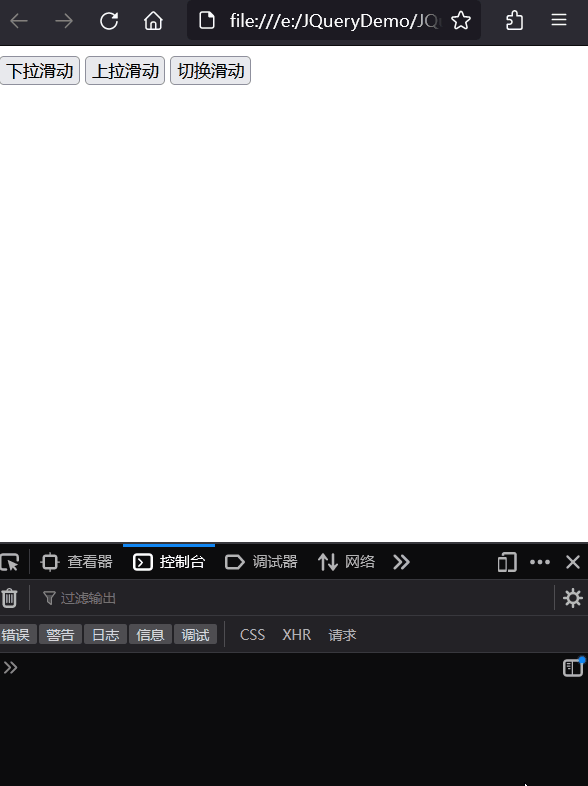 file:///e:/JQueryDemo/JQu
下拉滑动 上拉滑动 切换滑动
查看器 控制台 调试器 网络
过滤输出
错误 警告 日志 信息 调试 CSS XHR 请求